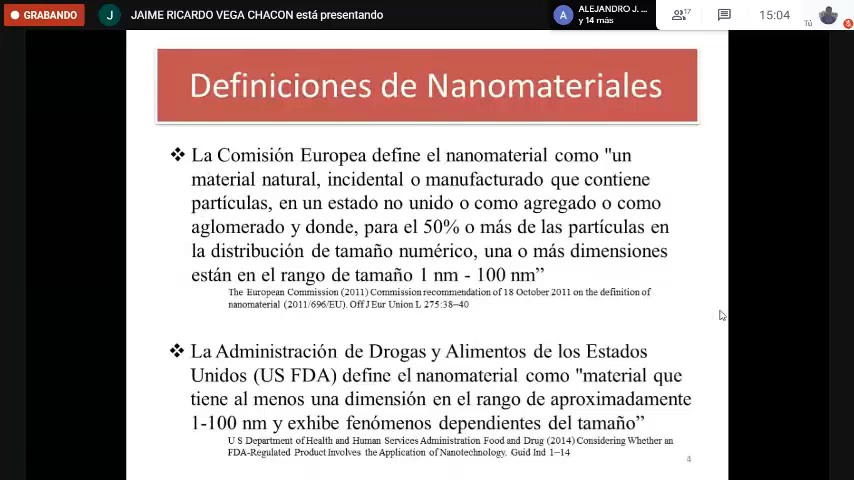 GRABANDO
J
JAIME RICARDO VEGA CHACON está presentando
A
ALEJANDRO J. ...
y 14 más
17
15:04
Tú
Definiciones de Nanomateriales
❖ La Comisión Europea define el nanomaterial como "un
material natural, incidental o manufacturado que contiene
partículas, en un estado no unido o como agregado o como
aglomerado y donde, para el 50% o más de las partículas en
la distribución de tamaño numérico, una o más dimensiones
están en el rango de tamaño 1 nm - 100 nm”
The European Commission (2011) Commission recommendation of 18 October 2011 on the definition of
nanomaterial (2011/696/EU). Off J Eur Union L 275:38–40
❖ La Administración de Drogas y Alimentos de los Estados
Unidos (US FDA) define el nanomaterial como "material que
tiene al menos una dimensión en el rango de aproximadamente
1-100 nm y exhibe fenómenos dependientes del tamaño”
U S Department of Health and Human Services Administration Food and Drug (2014) Considering Whether an
FDA-Regulated Product Involves the Application of Nanotechnology. Guid Ind 1–14
4